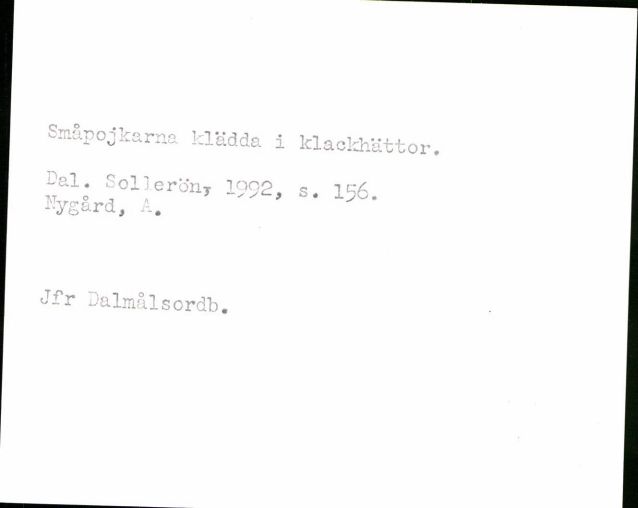 Småpojkarna klädda i klackhättor.
Dal. Sollerön, 1992, s. 156.
Nygård, A.
Jfr Dalmålsordb.